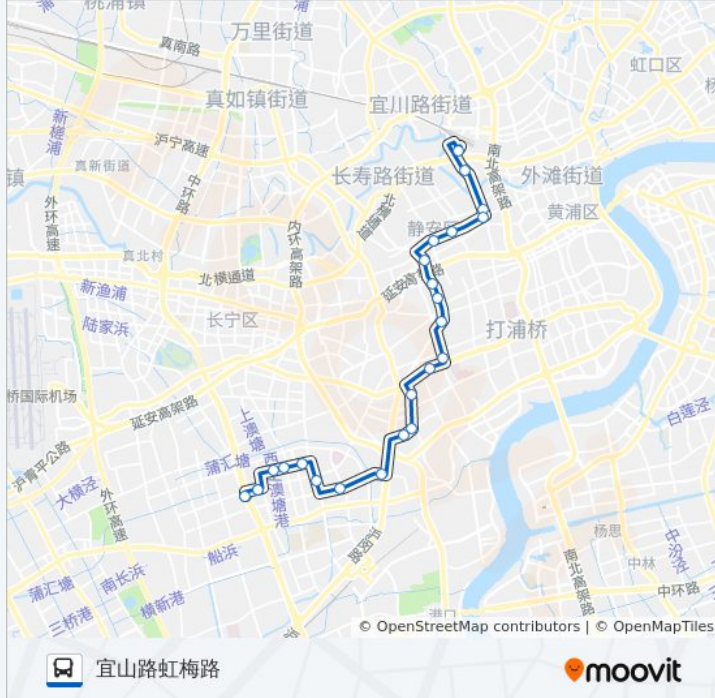 桃浦镇
万里街道
真南路
虹口区
真如镇街道
宜川路街道
新槎浦
沪宁高速
南北高架路
真新街道
镇
长寿路街道
外滩街道
中环路
北横通道
黄浦区
外环高速
内环高架路
静安区
真北村
北横通道
延安高架路
新渔浦
陆家浜
长宁区
打浦桥
桥国际机场
延安高架路
白莲泾
上澳塘
沪青平公路
蒲汇塘
西上澳塘港
大横泾
外环高速
杨思
船浜
沪闵路
中汾泾
南长浜
南北高架路
中林
蒲汇塘
横新港
中环路
三桥港
港口
© OpenStreetMap contributors | © OpenMapTiles
宜山路虹梅路
moovit